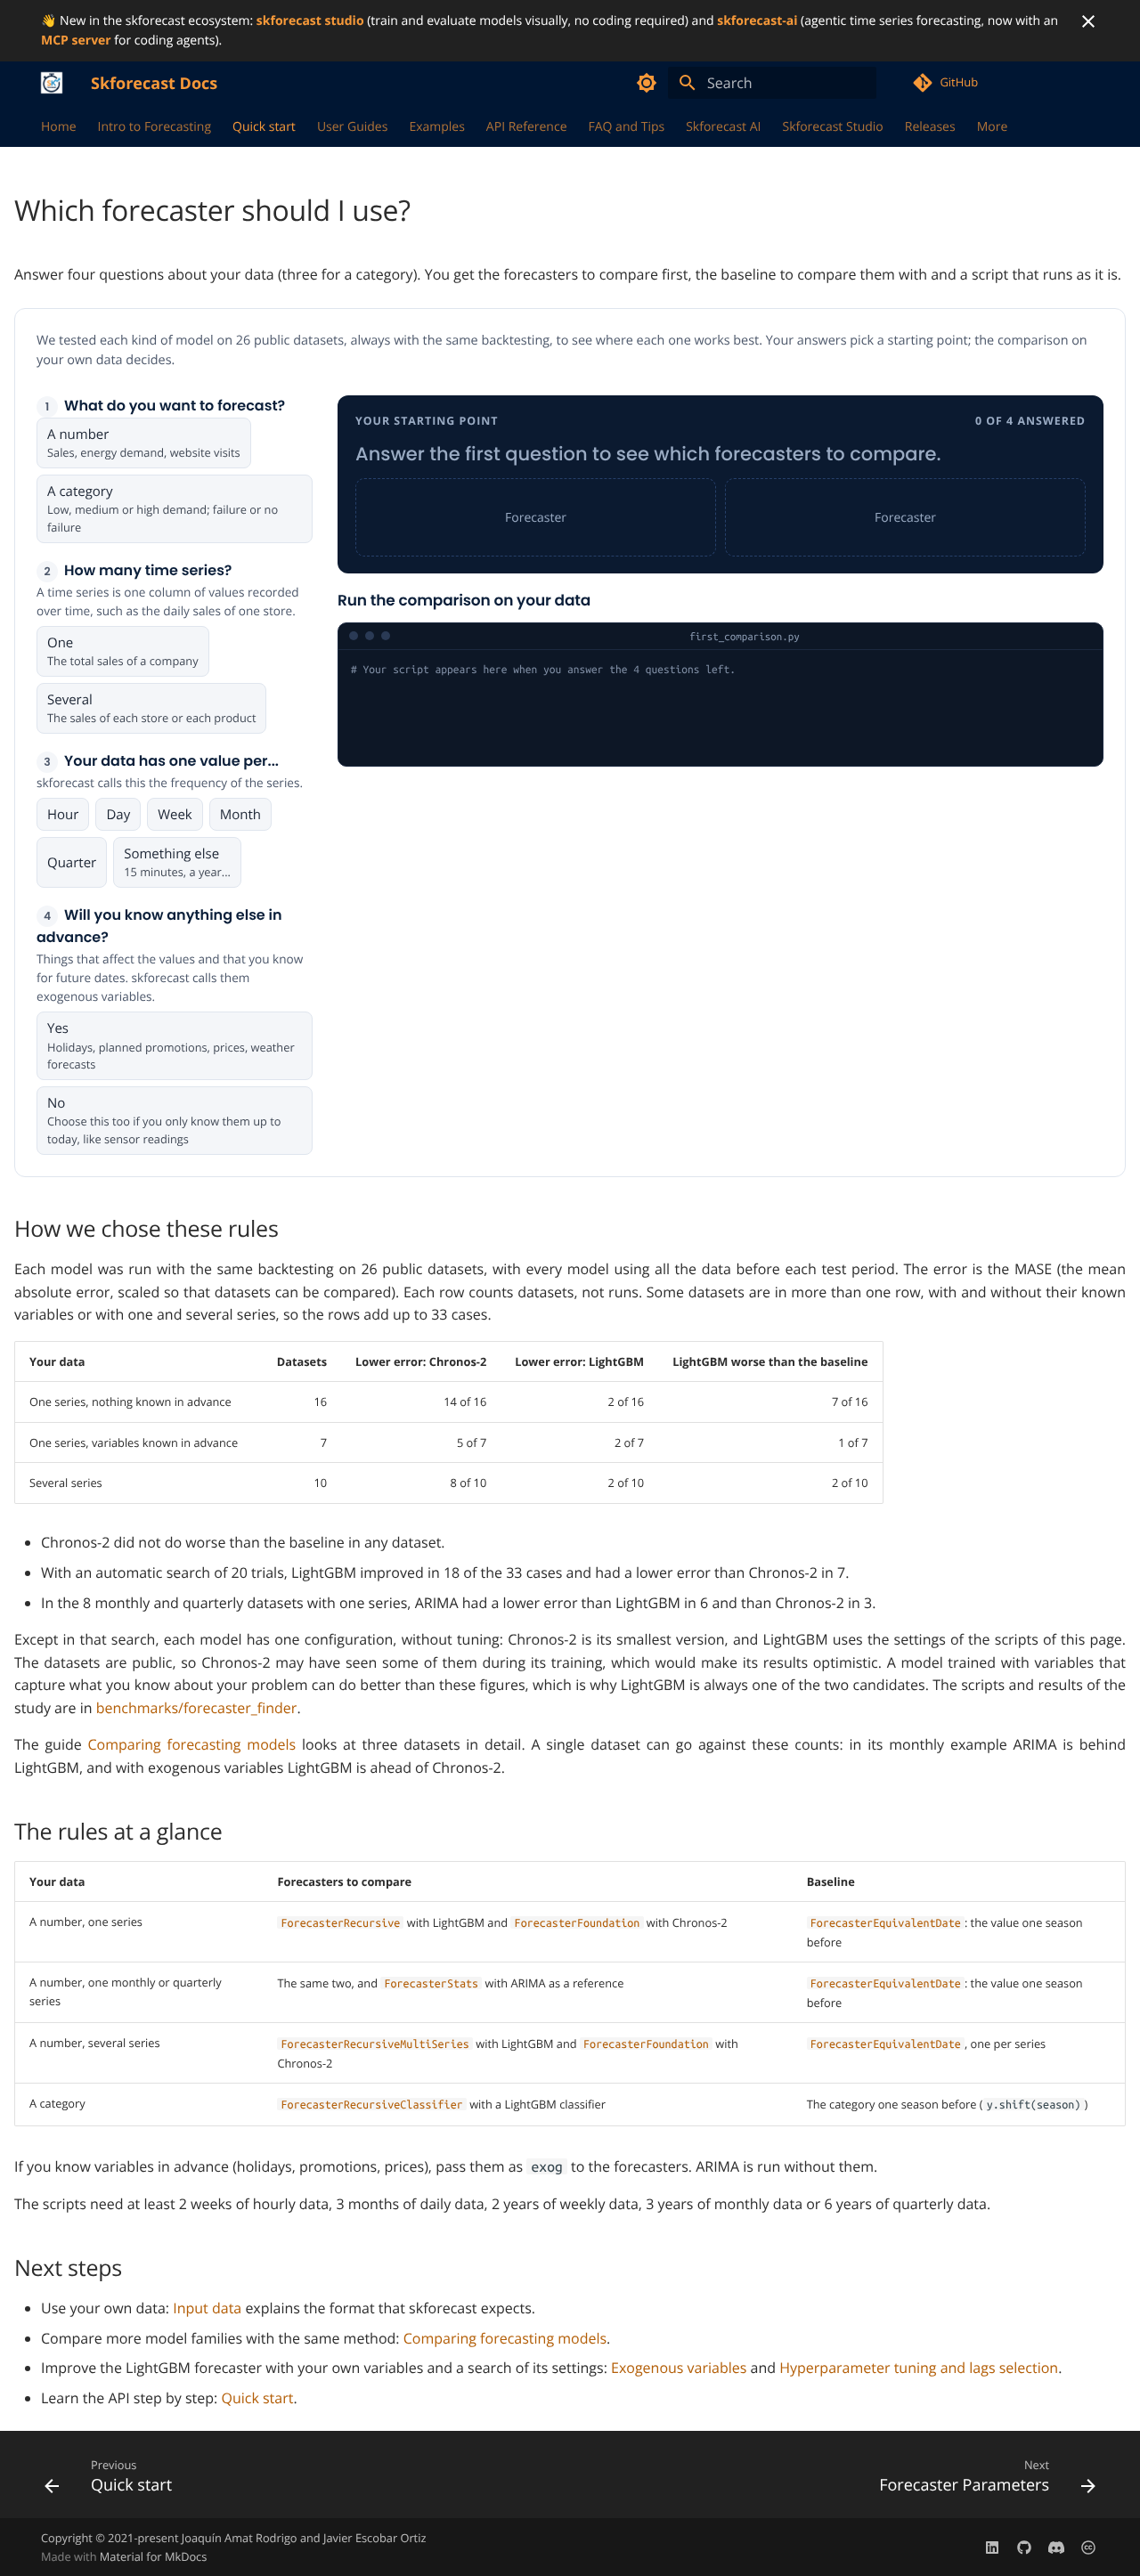 👋 New in the skforecast ecosystem: skforecast studio (train and evaluate models visually, no coding required) and skforecast-ai (agentic time series forecasting, now with an
MCP server for coding agents).
Skforecast Docs
Search
GitHub
Home Intro to Forecasting Quick start User Guides Examples API Reference FAQ and Tips Skforecast AI Skforecast Studio Releases More
Which forecaster should I use?
Answer four questions about your data (three for a category). You get the forecasters to compare first, the baseline to compare them with and a script that runs as it is.
We tested each kind of model on 26 public datasets, always with the same backtesting, to see where each one works best. Your answers pick a starting point; the comparison on
your own data decides.
1 What do you want to forecast?
A number
Sales, energy demand, website visits
A category
Low, medium or high demand; failure or no
failure
2 How many time series?
A time series is one column of values recorded
over time, such as the daily sales of one store.
One
The total sales of a company
Several
The sales of each store or each product
3 Your data has one value per...
skforecast calls this the frequency of the series.
Hour Day Week Month
Quarter
Something else
15 minutes, a year...
4 Will you know anything else in
advance?
Things that affect the values and that you know
for future dates. skforecast calls them
exogenous variables.
Yes
Holidays, planned promotions, prices, weather
forecasts
No
Choose this too if you only know them up to
today, like sensor readings
YOUR STARTING POINT 0 OF 4 ANSWERED
Answer the first question to see which forecasters to compare.
Forecaster Forecaster
Run the comparison on your data
first_comparison.py
# Your script appears here when you answer the 4 questions left.
How we chose these rules
Each model was run with the same backtesting on 26 public datasets, with every model using all the data before each test period. The error is the MASE (the mean
absolute error, scaled so that datasets can be compared). Each row counts datasets, not runs. Some datasets are in more than one row, with and without their known
variables or with one and several series, so the rows add up to 33 cases.
Your data Datasets Lower error: Chronos-2 Lower error: LightGBM LightGBM worse than the baseline
One series, nothing known in advance 16 14 of 16 2 of 16 7 of 16
One series, variables known in advance 7 5 of 7 2 of 7 1 of 7
Several series 10 8 of 10 2 of 10 2 of 10
• Chronos-2 did not do worse than the baseline in any dataset.
• With an automatic search of 20 trials, LightGBM improved in 18 of the 33 cases and had a lower error than Chronos-2 in 7.
• In the 8 monthly and quarterly datasets with one series, ARIMA had a lower error than LightGBM in 6 and than Chronos-2 in 3.
Except in that search, each model has one configuration, without tuning: Chronos-2 is its smallest version, and LightGBM uses the settings of the scripts of this page.
The datasets are public, so Chronos-2 may have seen some of them during its training, which would make its results optimistic. A model trained with variables that
capture what you know about your problem can do better than these figures, which is why LightGBM is always one of the two candidates. The scripts and results of the
study are in benchmarks/forecaster_finder.
The guide Comparing forecasting models looks at three datasets in detail. A single dataset can go against these counts: in its monthly example ARIMA is behind
LightGBM, and with exogenous variables LightGBM is ahead of Chronos-2.
The rules at a glance
Your data Forecasters to compare Baseline
A number, one series ForecasterRecursive with LightGBM and ForecasterFoundation with Chronos-2 ForecasterEquivalentDate: the value one season
before
A number, one monthly or quarterly
series
The same two, and ForecasterStats with ARIMA as a reference
ForecasterEquivalentDate: the value one season
before
A number, several series
ForecasterRecursiveMultiSeries with LightGBM and ForecasterFoundation with
Chronos-2
ForecasterEquivalentDate, one per series
A category ForecasterRecursiveClassifier with a LightGBM classifier The category one season before (y.shift(season))
If you know variables in advance (holidays, promotions, prices), pass them as exog to the forecasters. ARIMA is run without them.
The scripts need at least 2 weeks of hourly data, 3 months of daily data, 2 years of weekly data, 3 years of monthly data or 6 years of quarterly data.
Next steps
• Use your own data: Input data explains the format that skforecast expects.
• Compare more model families with the same method: Comparing forecasting models.
• Improve the LightGBM forecaster with your own variables and a search of its settings: Exogenous variables and Hyperparameter tuning and lags selection.
• Learn the API step by step: Quick start.
Previous
Quick start
Next
Forecaster Parameters
Copyright © 2021-present Joaquín Amat Rodrigo and Javier Escobar Ortiz
Made with Material for MkDocs